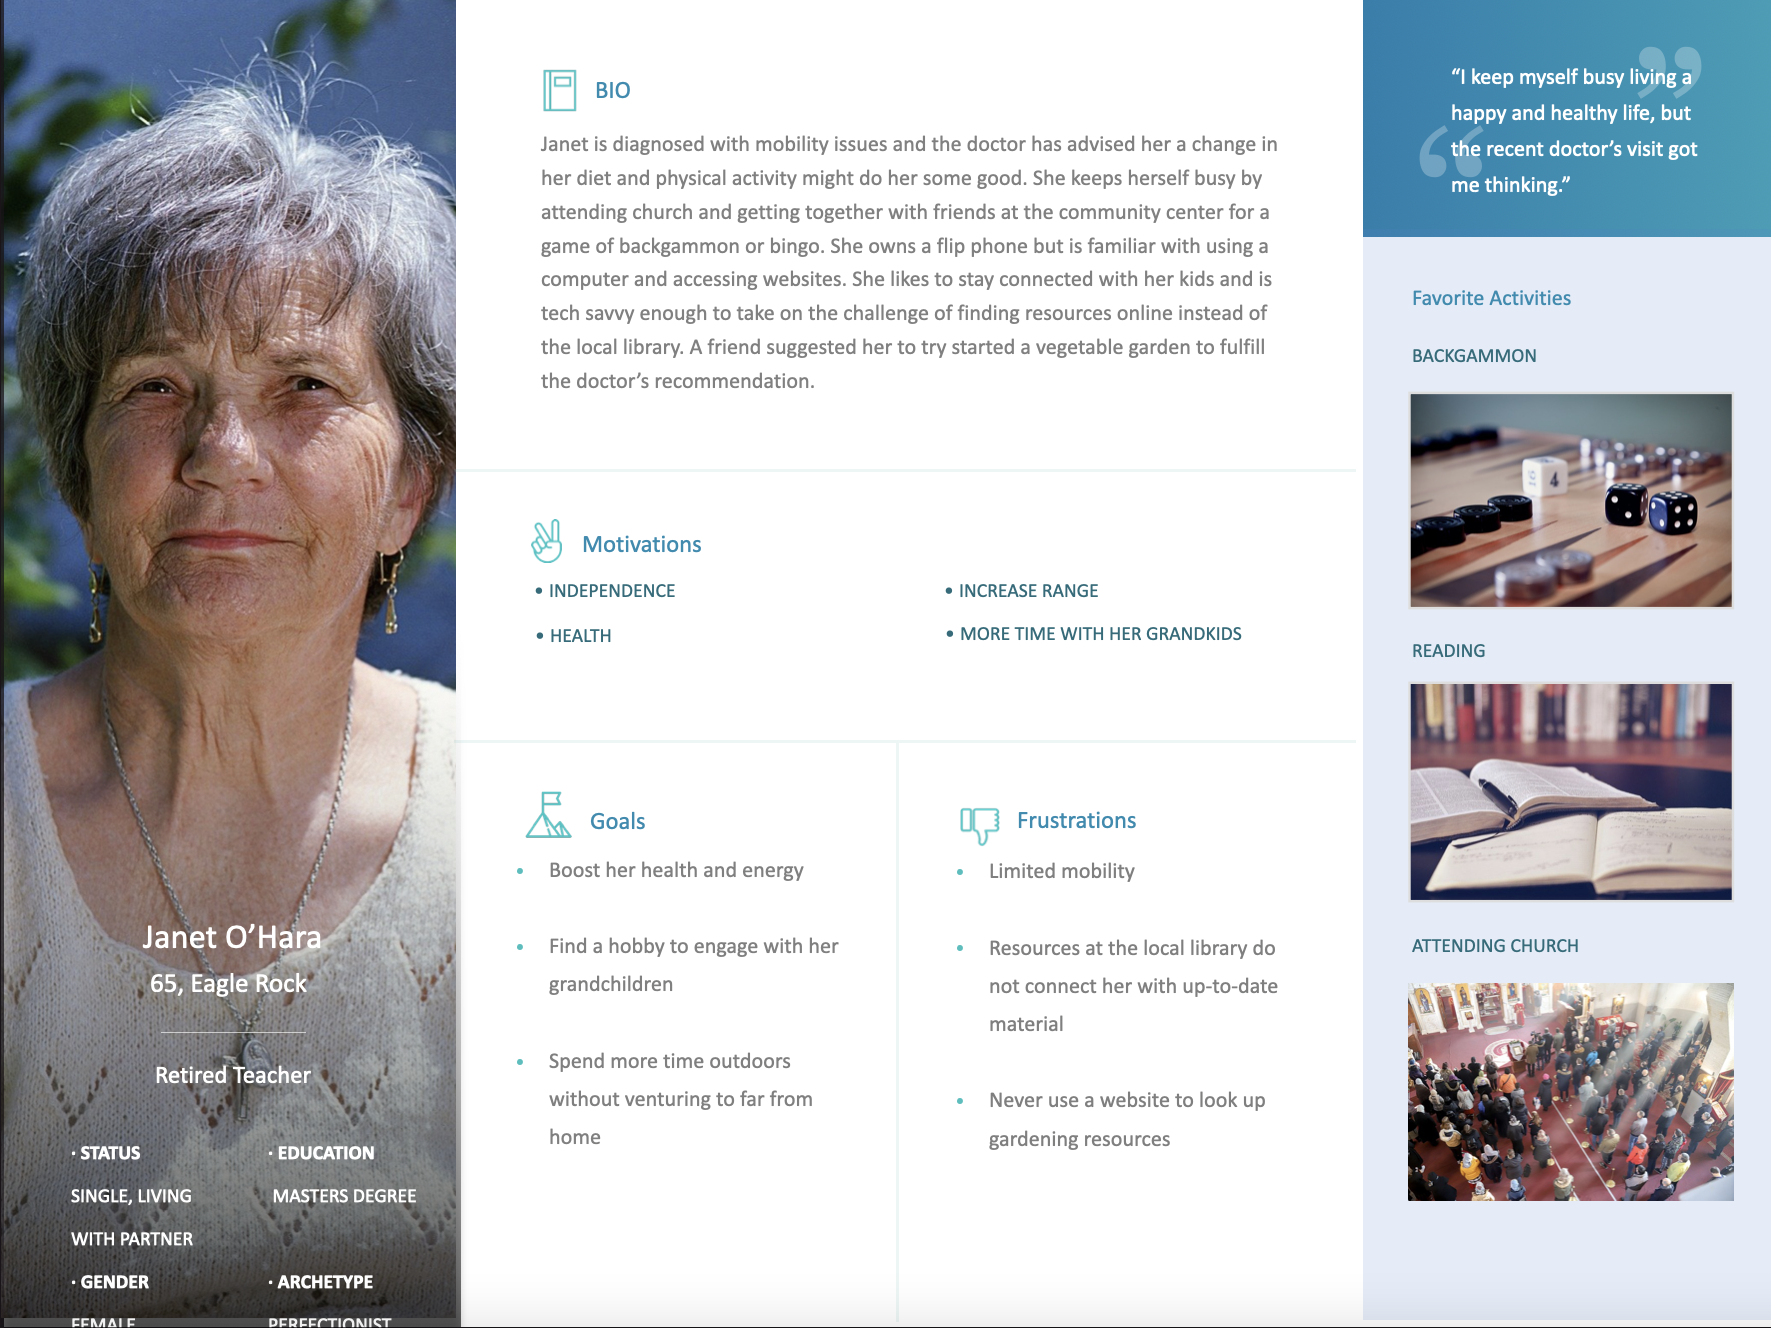 Janet O’Hara
65, Eagle Rock
Retired Teacher
· STATUS
SINGLE, LIVING
WITH PARTNER
· EDUCATION
MASTERS DEGREE
· GENDER
FEMALE
· ARCHETYPE
PERFECTIONIST
BIO
Janet is diagnosed with mobility issues and the doctor has advised her a change in
her diet and physical activity might do her some good. She keeps herself busy by
attending church and getting together with friends at the community center for a
game of backgammon or bingo. She owns a flip phone but is familiar with using a
computer and accessing websites. She likes to stay connected with her kids and is
tech savvy enough to take on the challenge of finding resources online instead of
the local library. A friend suggested her to try started a vegetable garden to fulfill
the doctor’s recommendation.
Motivations
• INDEPENDENCE
• HEALTH
• INCREASE RANGE
• MORE TIME WITH HER GRANDKIDS
Goals
• Boost her health and energy
• Find a hobby to engage with her
grandchildren
• Spend more time outdoors
without venturing to far from
home
Frustrations
• Limited mobility
• Resources at the local library do
not connect her with up-to-date
material
• Never use a website to look up
gardening resources
“I keep myself busy living a
happy and healthy life, but
the recent doctor’s visit got
me thinking.”
Favorite Activities
BACKGAMMON
4
READING
ATTENDING CHURCH